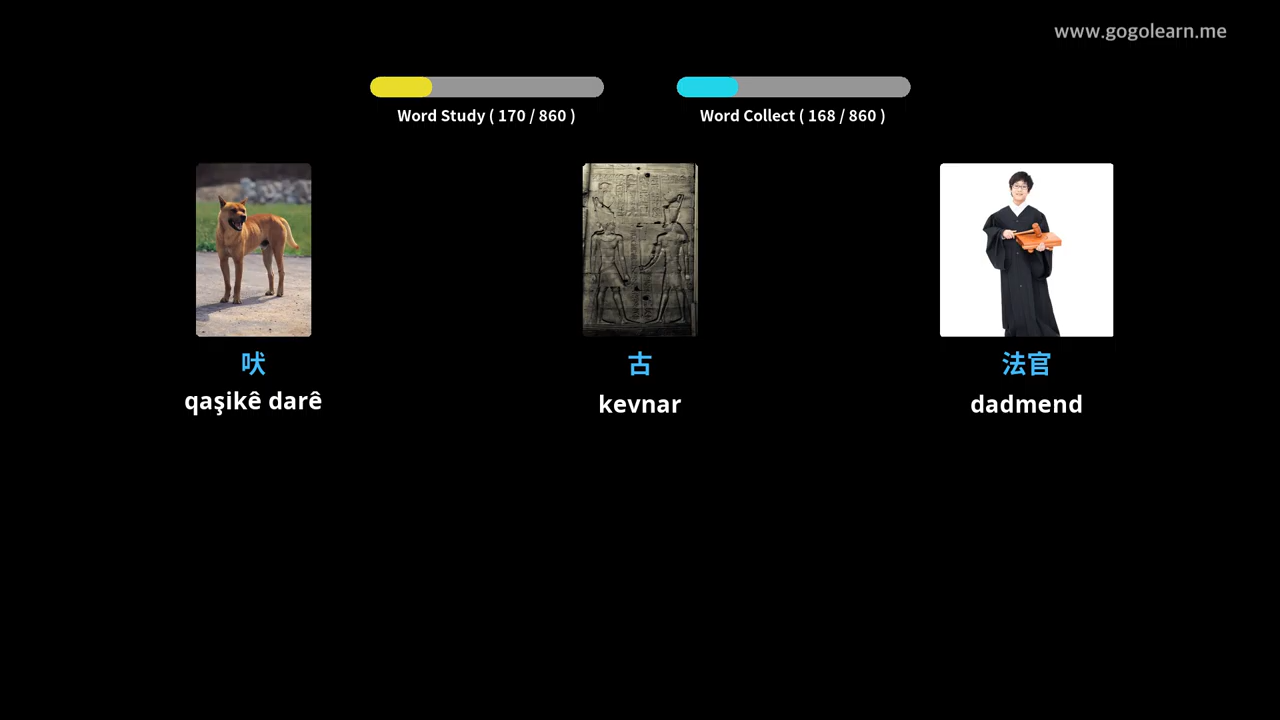 www.gogolearn.me
Word Study ( 170 / 860 )
Word Collect ( 168 / 860 )
吠
qaşikê darê
古
kevnar
法官
dadmend